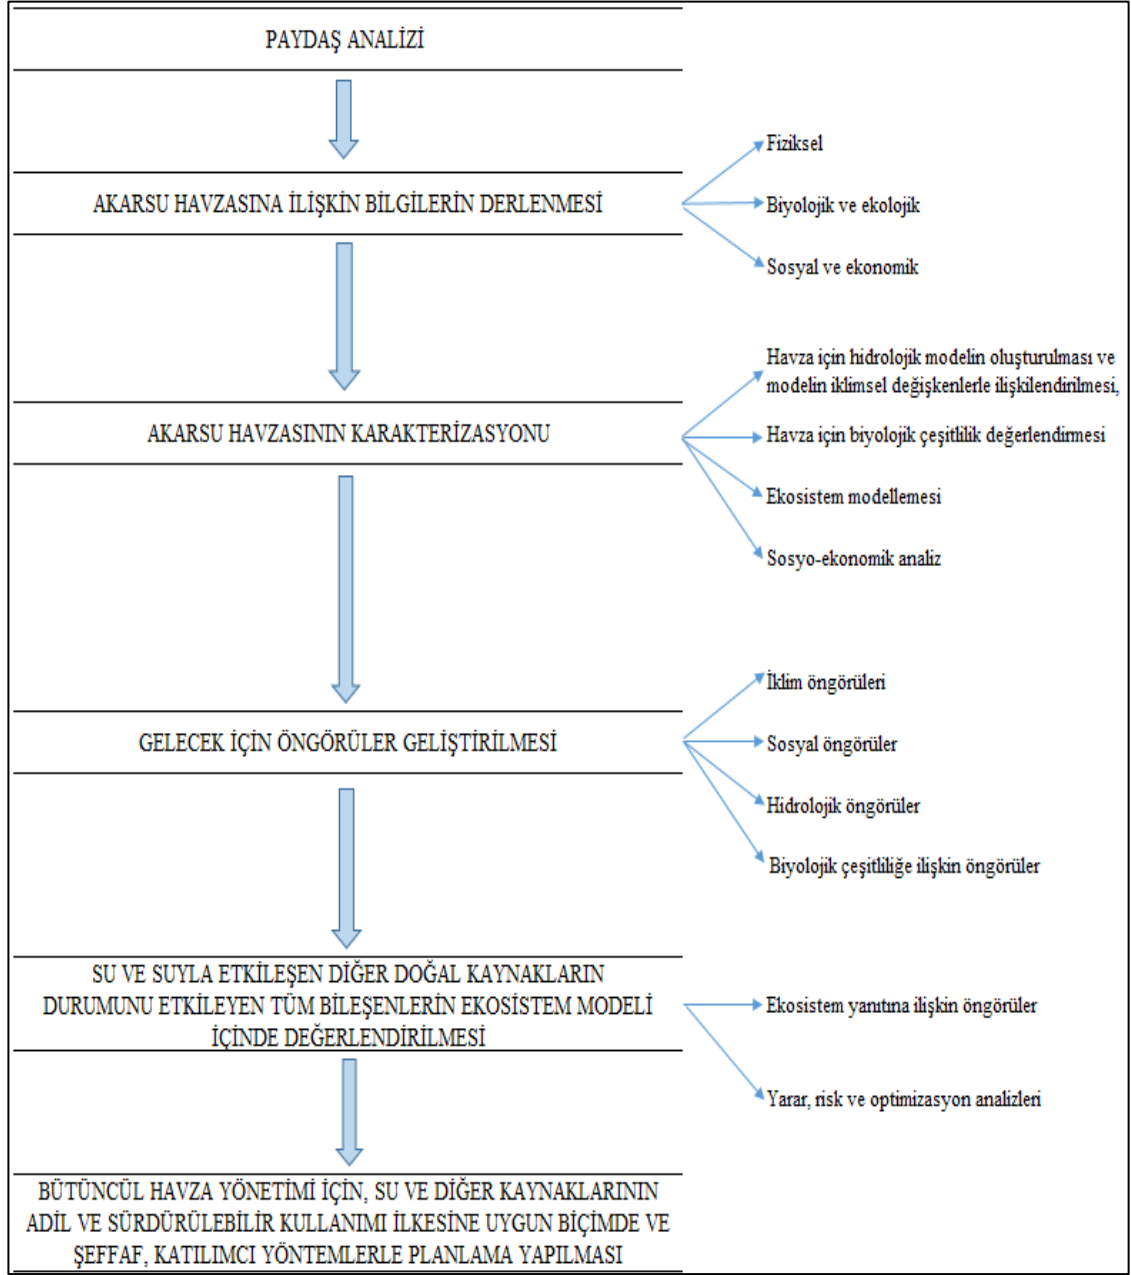 PAYDAŞ ANALİZİ
AKARSU HAVZASINA İLİŞKİN BİLGİLERİN DERLENMESİ
Fiziksel
Biyolojik ve ekolojik
Sosyal ve ekonomik
AKARSU HAVZASININ KARAKTERİZASYONU
Havza için hidrolojik modelin oluşturulması ve
modelin iklimsel değişkenlerle ilişkilendirilmesi,
Havza için biyolojik çeşitlilik değerlendirmesi
Ekosistem modellemesi
Sosyo-ekonomik analiz
GELECEK İÇİN ÖNGÖRÜLER GELİŞTİRİLMESİ
İklim öngörüleri
Sosyal öngörüler
Hidrolojik öngörüler
Biyolojik çeşitliliğe ilişkin öngörüler
SU VE SUYLA ETKİLEŞEN DİĞER DOĞAL KAYNAKLARIN
DURUMUNU ETKİLEYEN TÜM BİLEŞENLERİN EKOSİSTEM MODELİ
İÇİNDE DEĞERLENDİRİLMESİ
Ekosistem yanıtına ilişkin öngörüler
Yarar, risk ve optimizasyon analizleri
BÜTÜNCÜL HAVZA YÖNETİMİ İÇİN, SU VE DİĞER KAYNAKLARININ
ADİL VE SÜRDÜRÜLEBİLİR KULLANIMI İLKESİNE UYGUN BİÇİMDE VE
ŞEFFAF, KATILIMCI YÖNTEMLERLE PLANLAMA YAPILMASI